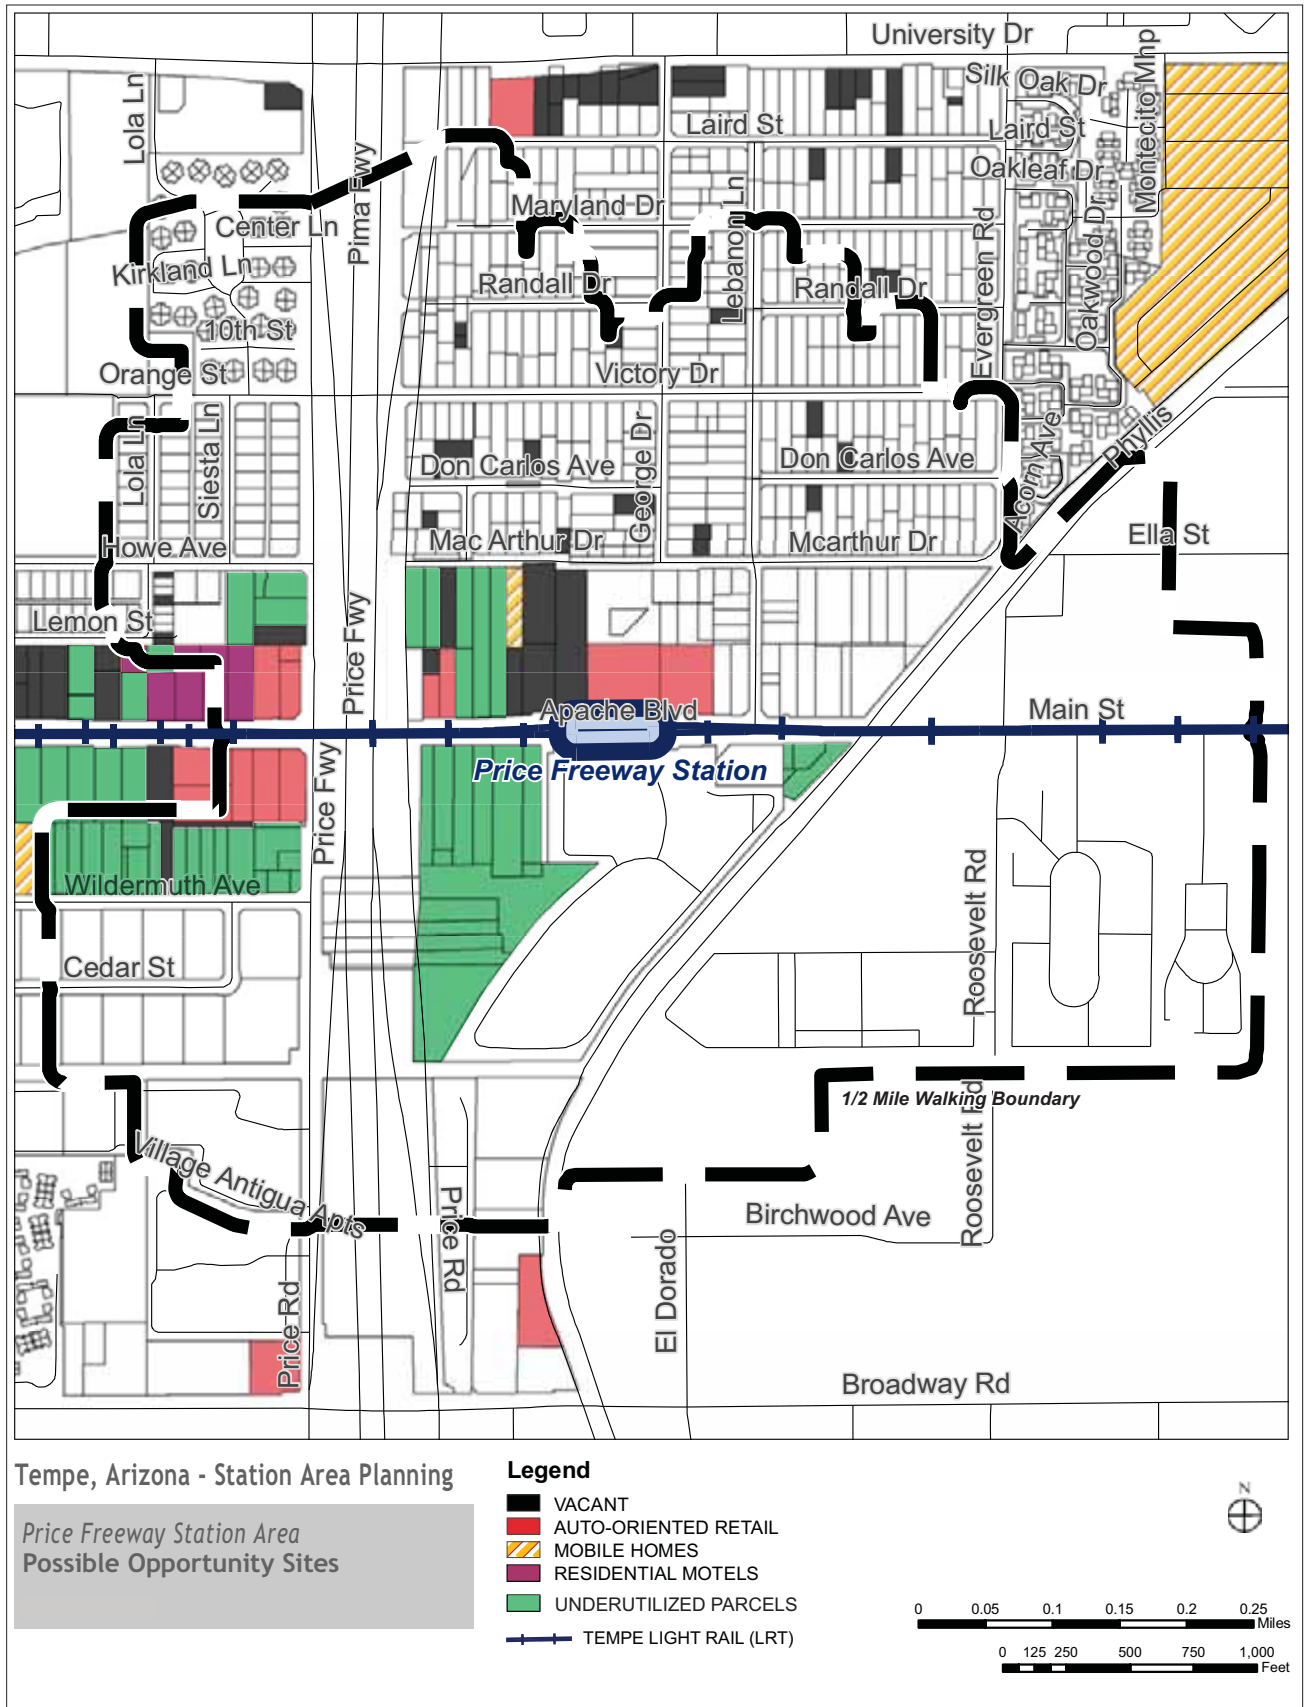 University Dr
Silk Oak Dr
Montecito Mhp
Lola Ln
Laird St
Laird St
Oakleaf Dr
Pima Fwy
Maryland Dr
Lebanon Ln
Center Ln
Evergreen Rd
Oakwood Dr
Kirkland Ln
Randall Dr
Randall Dr
10th St
Orange St
Victory Dr
Phyllis
Lola Ln
Siesta Ln
George Dr
Don Carlos Ave
Don Carlos Ave
Acorn Ave
Howe Ave
Mac Arthur Dr
Mcarthur Dr
Ella St
Lemon St
Price Fwy
Apache Blvd
Main St
Price Freeway Station
Price Fwy
Wildermuth Ave
Roosevelt Rd
Cedar St
1/2 Mile Walking Boundary
Roosevelt Rd
Village Antigua Apts
Price Rd
Birchwood Ave
El Dorado
Price Rd
Broadway Rd
Tempe, Arizona - Station Area Planning
Price Freeway Station Area
Possible Opportunity Sites
Legend
VACANT
AUTO-ORIENTED RETAIL
MOBILE HOMES
RESIDENTIAL MOTELS
UNDERUTILIZED PARCELS
TEMPE LIGHT RAIL (LRT)
N
0 0.05 0.1 0.15 0.2 0.25
Miles
0 125 250 500 750 1,000
Feet